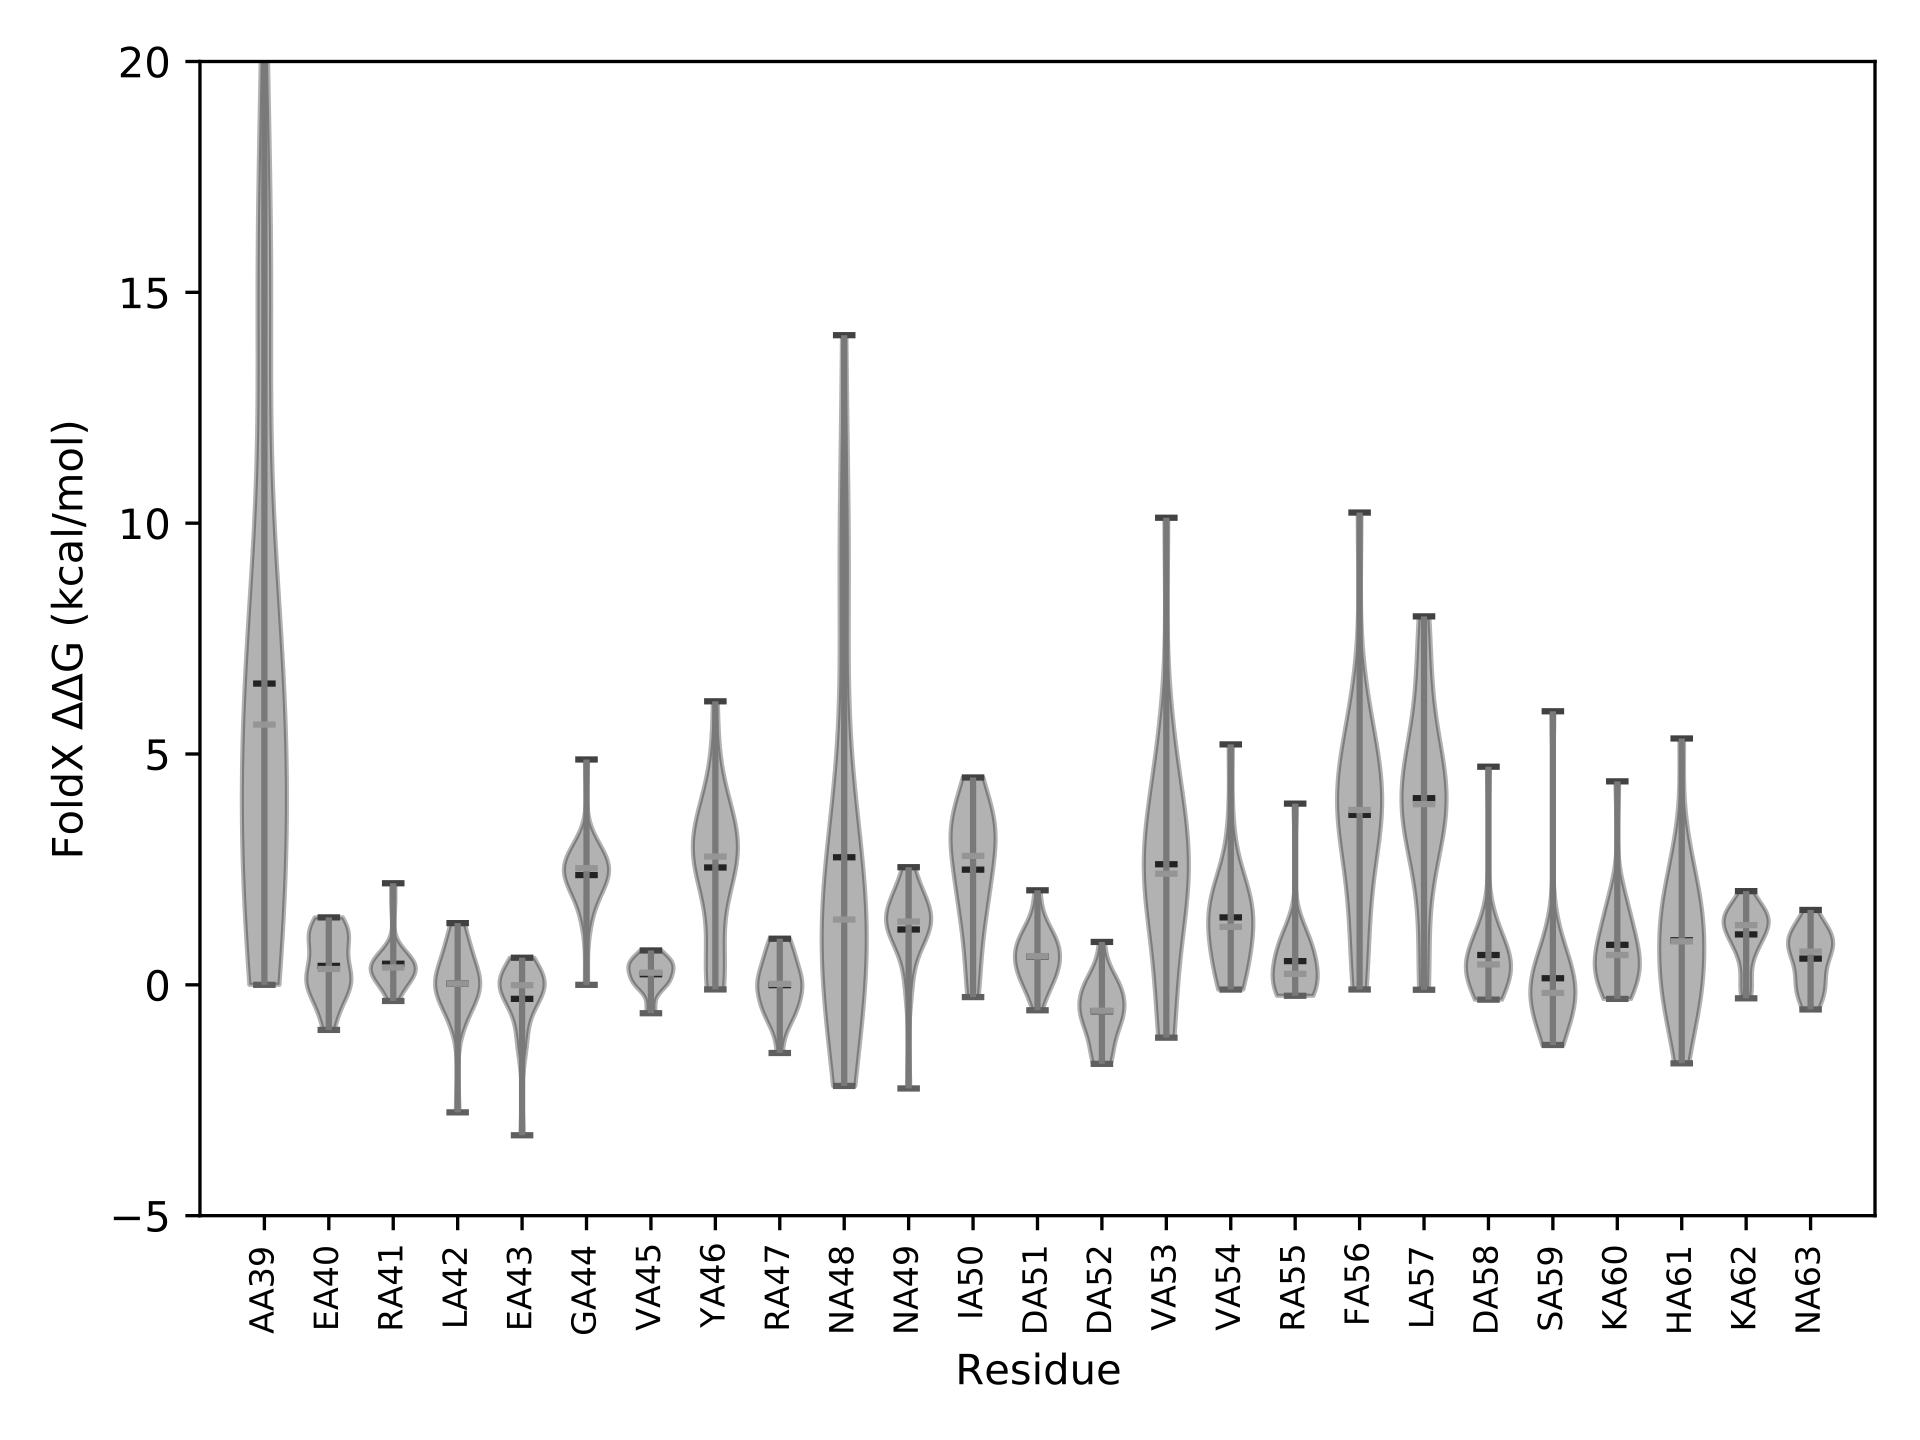 20
15
10
5
0
−5
FoldX ΔΔG (kcal/mol)
AA39
EA40
RA41
LA42
EA43
GA44
VA45
YA46
RA47
NA48
NA49
IA50
DA51
DA52
VA53
VA54
RA55
FA56
LA57
DA58
SA59
KA60
HA61
KA62
NA63
Residue